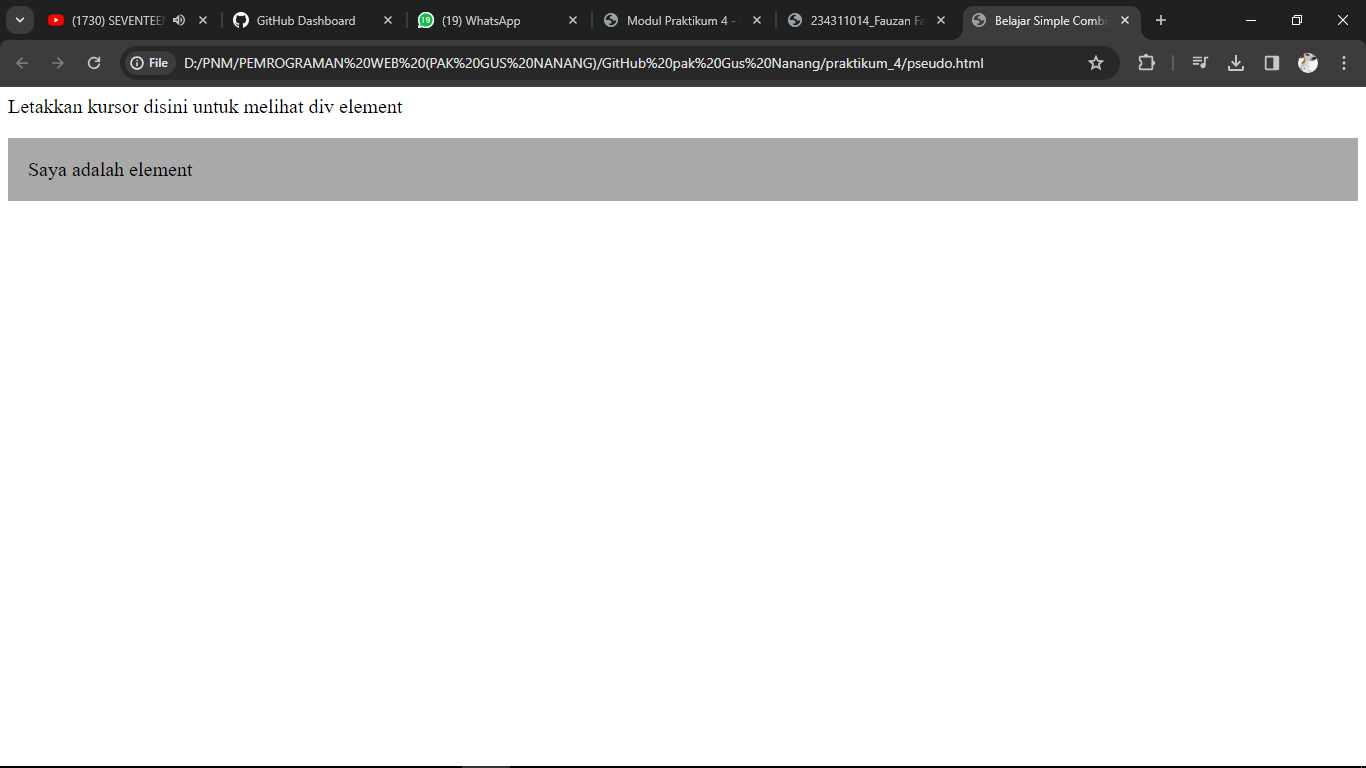 (1730) SEVENTEEN
GitHub Dashboard
19
(19) WhatsApp
Modul Praktikum 4 -
234311014_Fauzan Fa
Belajar Simple Combi
File
D:/PNM/PEMROGRAMAN%20WEB%20(PAK%20GUS%20NANANG)/GitHub%20pak%20Gus%20Nanang/praktikum_4/pseudo.html
Letakkan kursor disini untuk melihat div element
Saya adalah element